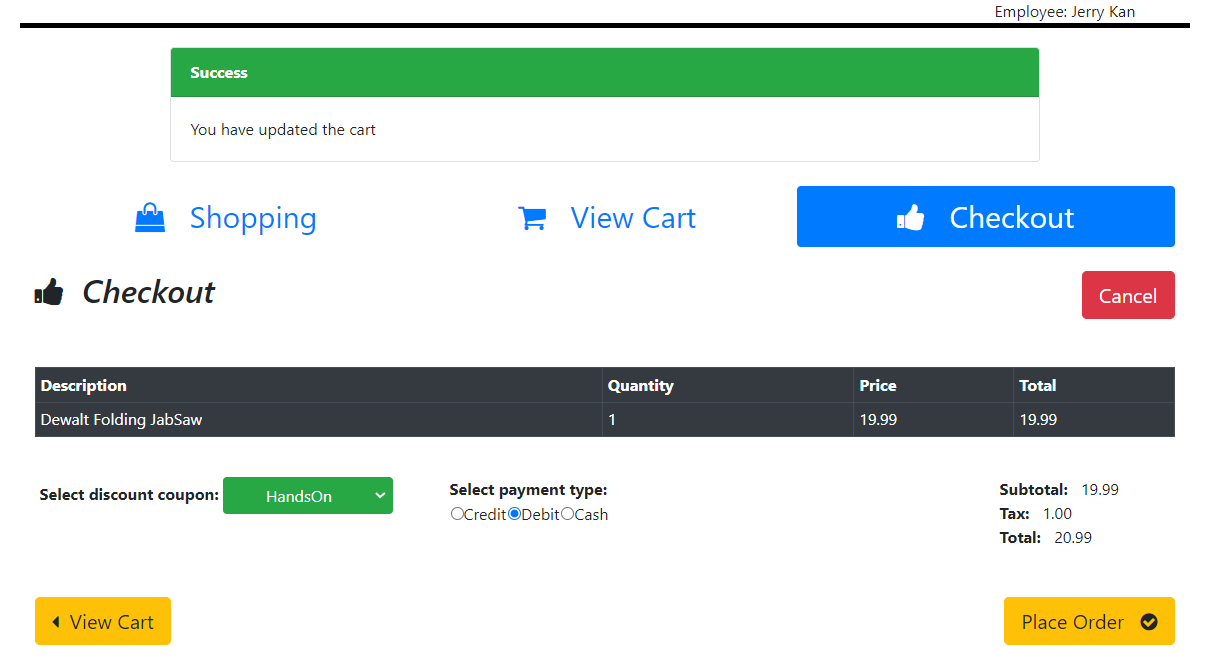 Employee: Jerry Kan
Success
You have updated the cart
Shopping View Cart Checkout
Checkout Cancel
Description Quantity Price Total
Dewalt Folding JabSaw 1 19.99 19.99
Select discount coupon: HandsOn
Select payment type:
Credit Debit Cash
Subtotal: 19.99
Tax: 1.00
Total: 20.99
View Cart Place Order